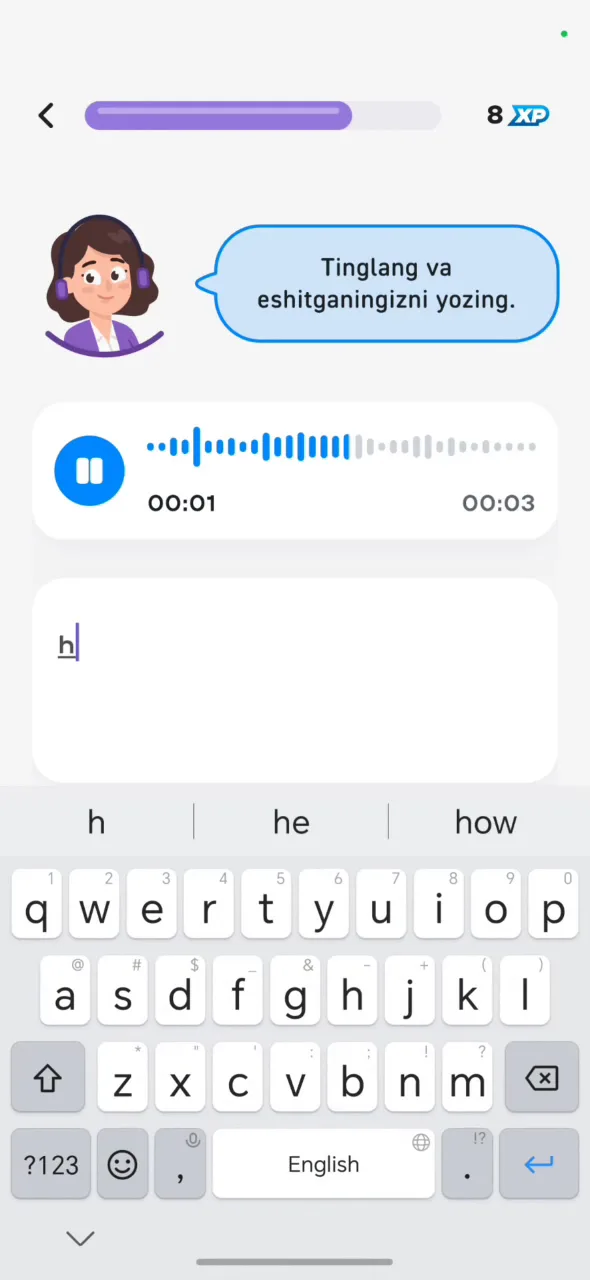 8 XP
Tinglang va
eshitganingizni yozing.
00:01 00:03
h
h he how
1 2 3 4 5 6 7 8 9 0
q w e r t y u i o p
@ # $ _ & - + ( )
a s d f g h j k l
* " ' : ; ! ?
z x c v b n m
!?
?123 , English .